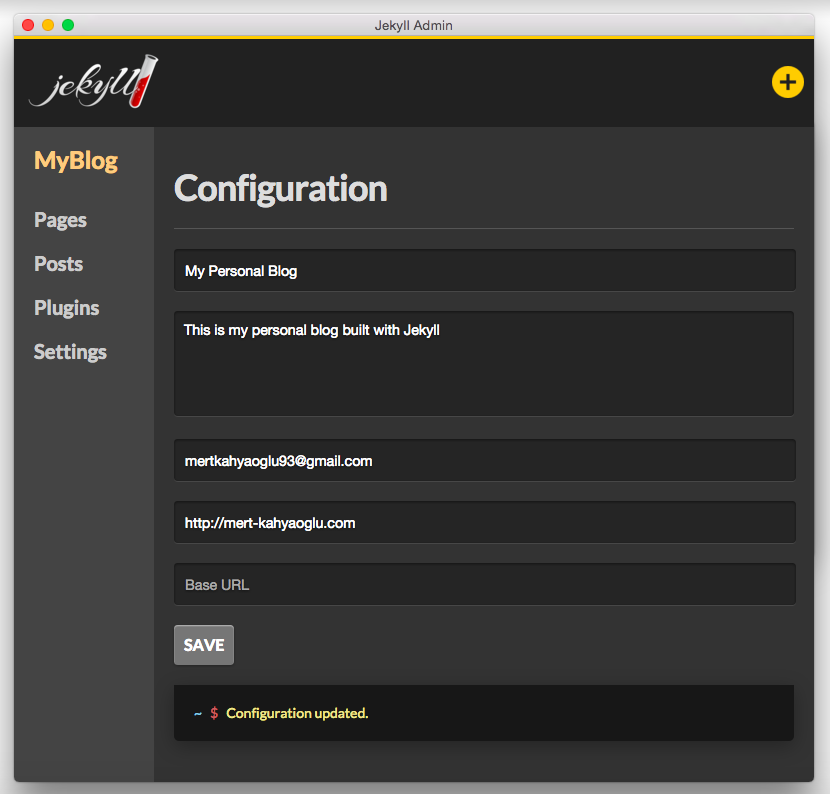 Jekyll Admin
jekyll
MyBlog
Pages
Posts
Plugins
Settings
Configuration
My Personal Blog
This is my personal blog built with Jekyll
mertkahyaoglu93@gmail.com
http://mert-kahyaoglu.com
Base URL
SAVE
~ $ Configuration updated.